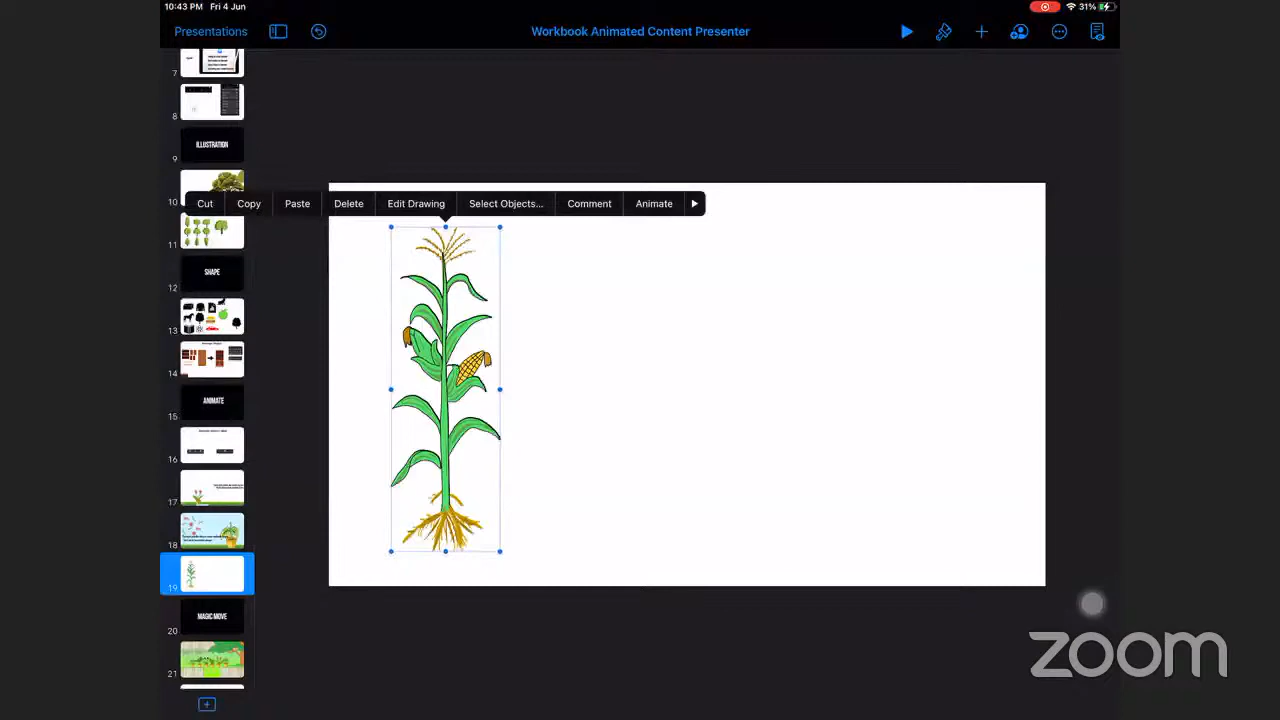 10:43 PM Fri 4 Jun
31%
Presentations
Workbook Animated Content Presenter
7
8
9
ILLUSTRATION
10
Cut
Copy
Paste
Delete
Edit Drawing
Select Objects...
Comment
Animate
11
12
SHAPE
13
14
15
ANIMATE
16
17
18
19
20
MAGIC MOVE
21
zoom